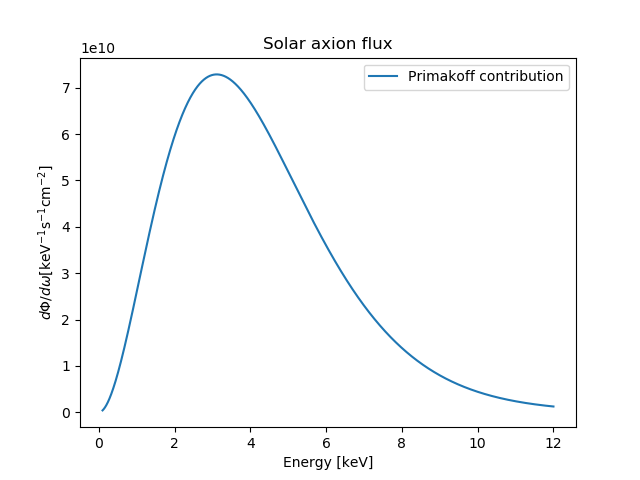 Solar axion flux
1e10
Primakoff contribution
7
6
5
4
3
2
1
0
dΦ/dω[keV⁻¹s⁻¹cm⁻²]
0 2 4 6 8 10 12
Energy [keV]